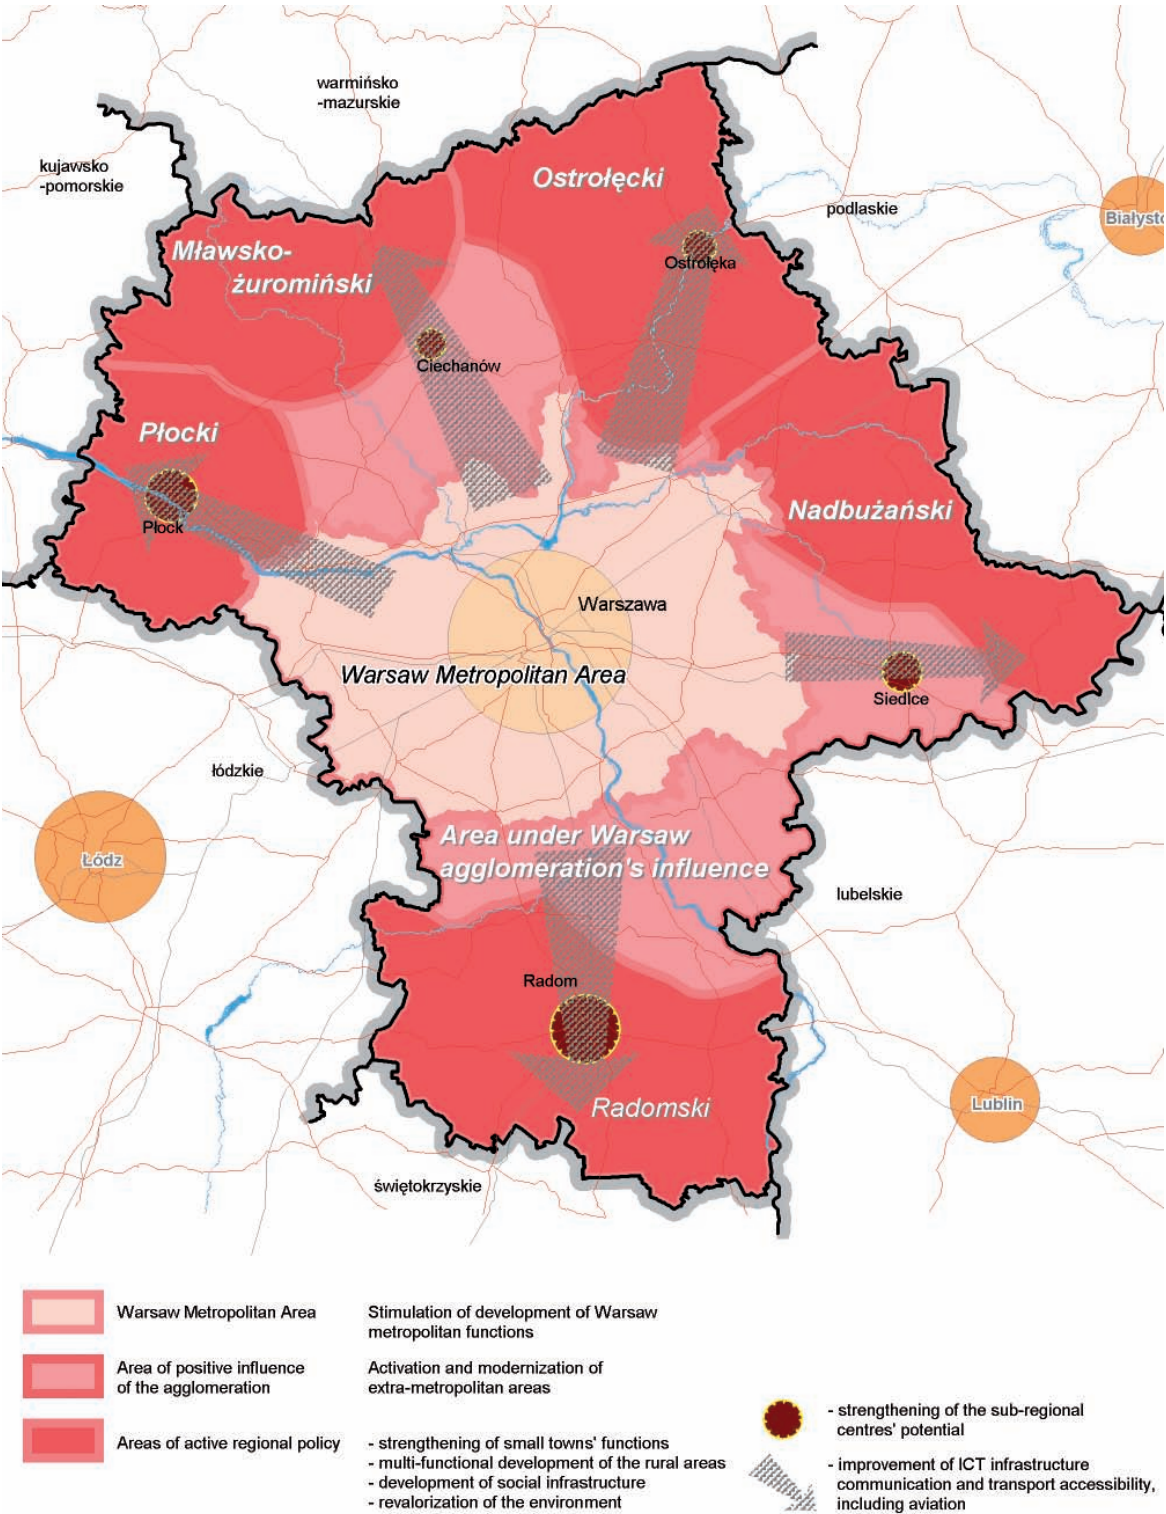 warmińsko
-mazurskie
kujawsko
-pomorskie
Ostrołęcki
podlaskie
Białysto
Mławsko-
żuromiński
Ostrołęka
Ciechanów
Płocki
Nadbużański
Płock
Warszawa
Warsaw Metropolitan Area
Siedlce
łódzkie
Area under Warsaw
agglomeration's influence
Łódz
lubelskie
Radom
Lublin
Radomski
świętokrzyskie
Warsaw Metropolitan Area
Stimulation of development of Warsaw
metropolitan functions
Area of positive influence
of the agglomeration
Activation and modernization of
extra-metropolitan areas
Areas of active regional policy
- strengthening of small towns' functions
- multi-functional development of the rural areas
- development of social infrastructure
- revalorization of the environment
- strengthening of the sub-regional
centres' potential
- improvement of ICT infrastructure
communication and transport accessibility,
including aviation